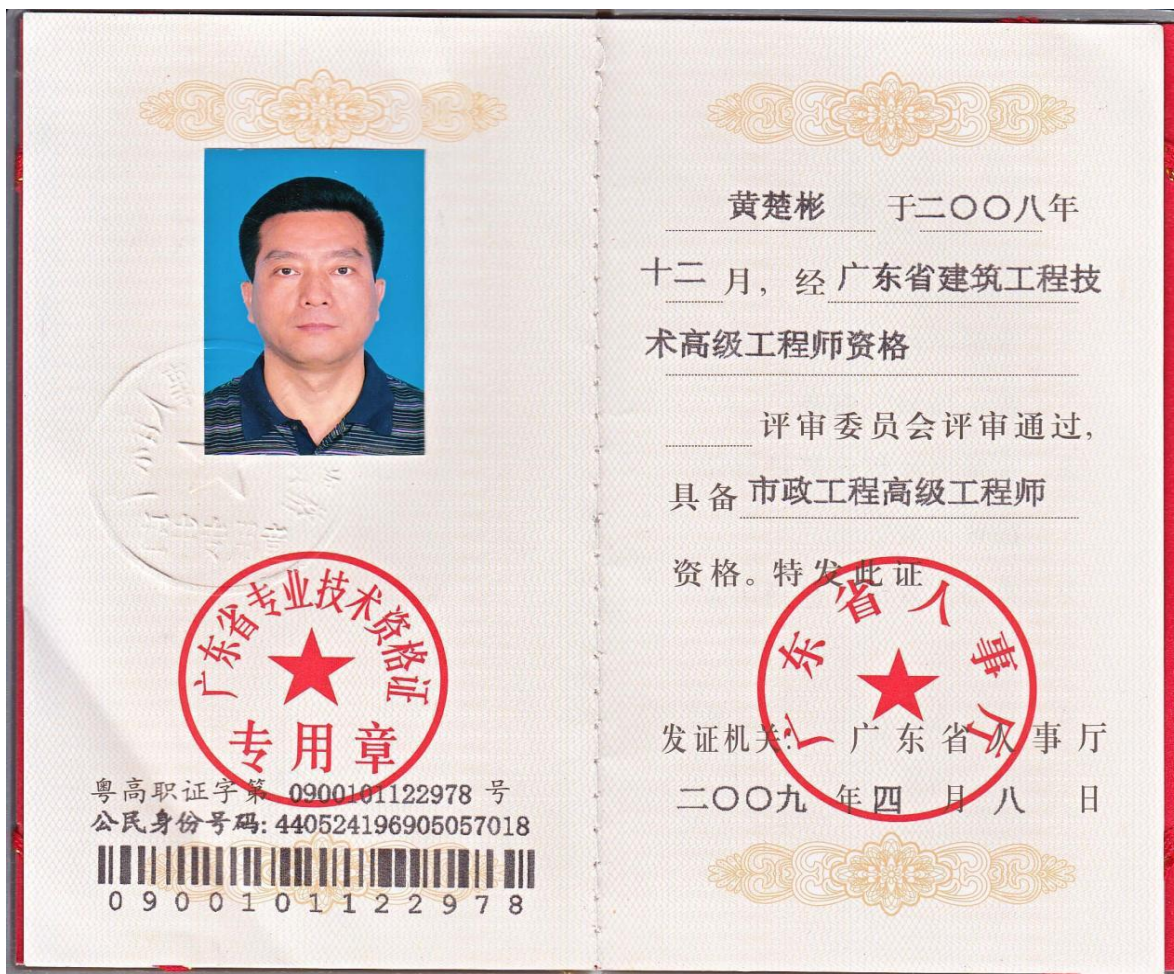 广东省专业技术资格证
专用章
粤高职证字第 0900101122978 号
公民身份号码: 440524196905057018
0900101122978
黄楚彬 于二〇〇八年
十二月, 经广东省建筑工程技
术高级工程师资格
评审委员会评审通过,
具备市政工程高级工程师
资格。特发此证
广东省人事厅
发证机关: 广东省人事厅
二〇〇九年四月八日